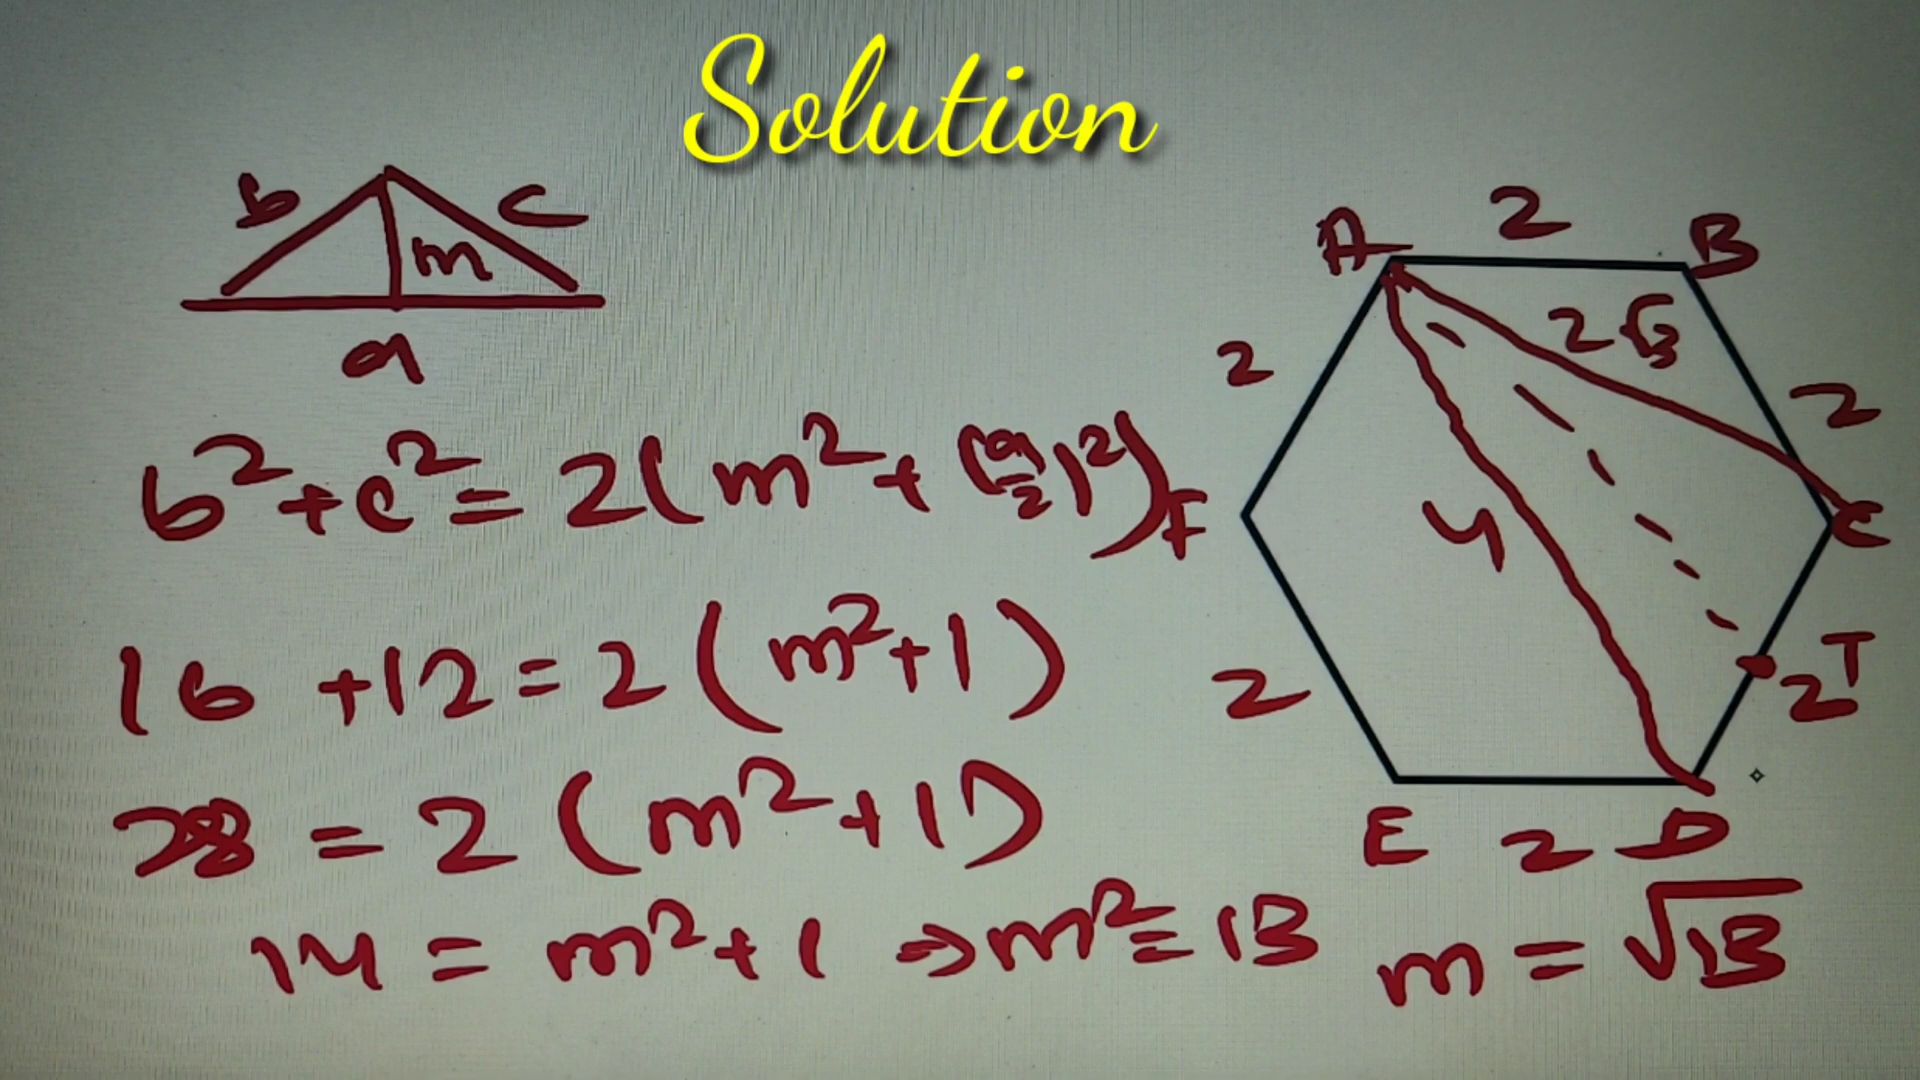 Solution
b c
m
a
b²+c²=2(m²+(a/2)²)
16+12=2(m²+1)
28=2(m²+1)
14=m²+1⇒m²=13
m=√13
2
A B
2√3
2 2
F 4 C
2 T
2
E 2 D